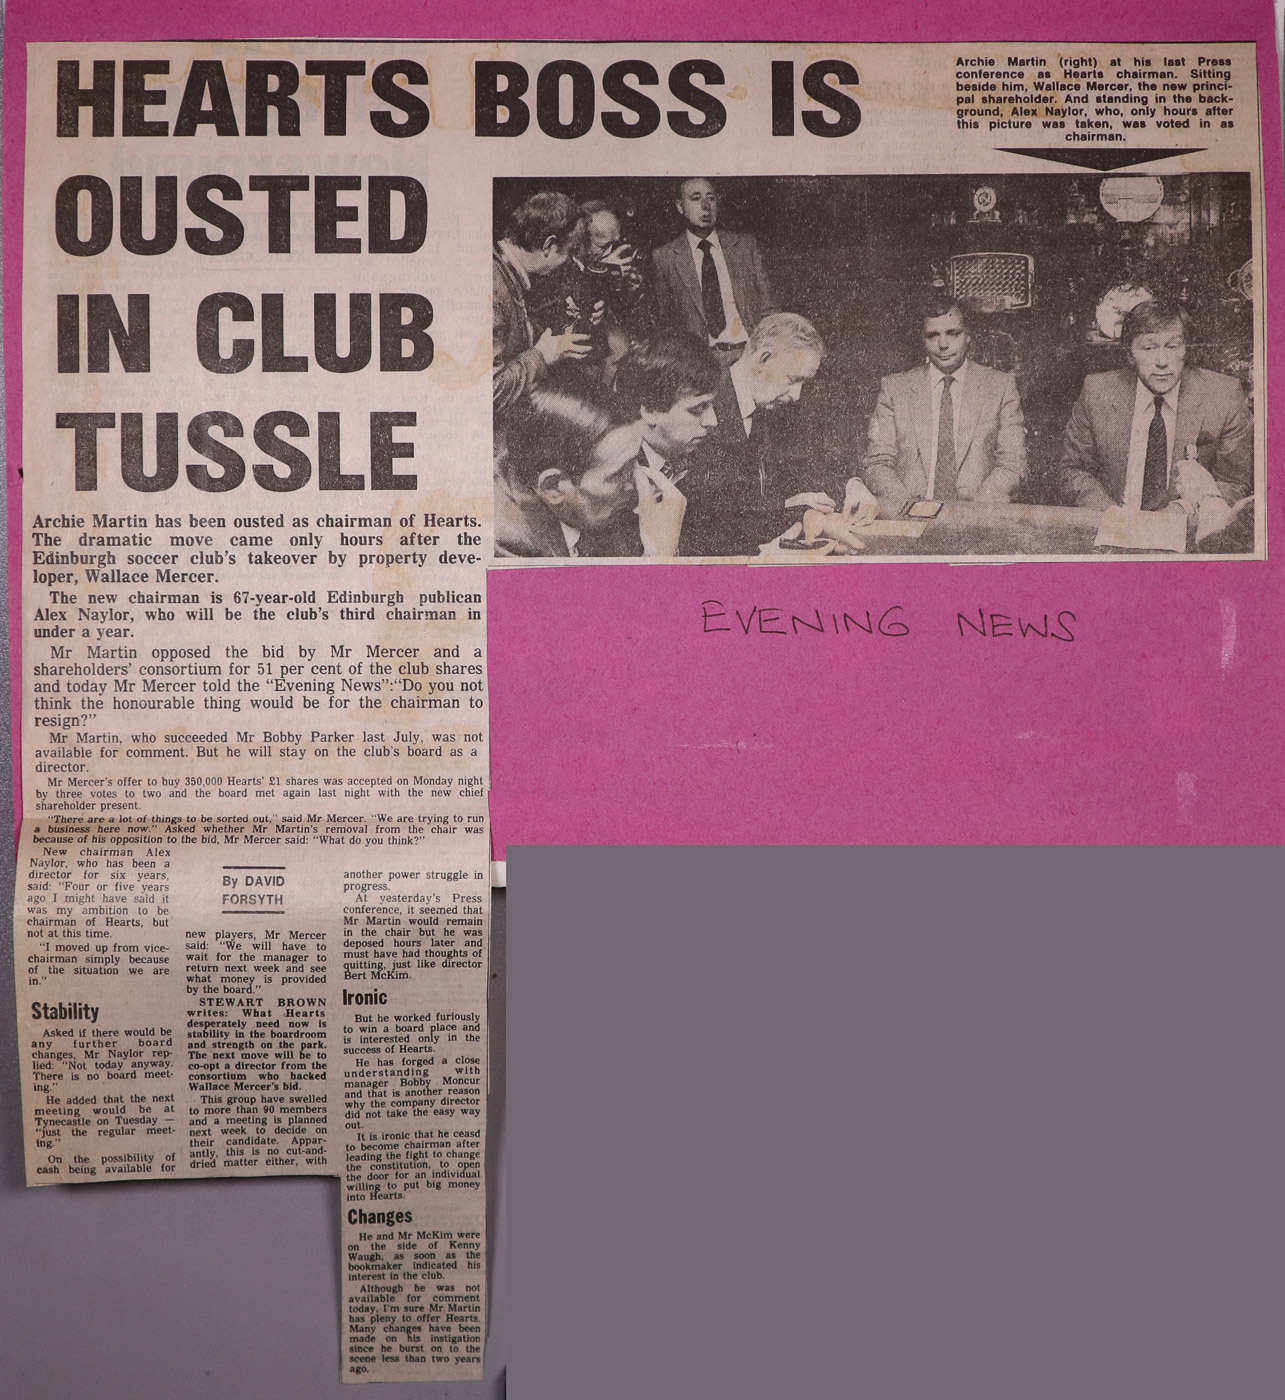 HEARTS BOSS IS
OUSTED
IN CLUB
TUSSLE
Archie Martin (right) at his last Press
conference as Hearts chairman. Sitting
beside him, Wallace Mercer, the new princi-
pal shareholder. And standing in the back-
ground, Alex Naylor, who, only hours after
this picture was taken, was voted in as
chairman.
Archie Martin has been ousted as chairman of Hearts.
The dramatic move came only hours after the
Edinburgh soccer club's takeover by property deve-
loper, Wallace Mercer.
The new chairman is 67-year-old Edinburgh publican
Alex Naylor, who will be the club's third chairman in
under a year.
Mr Martin opposed the bid by Mr Mercer and a
shareholders' consortium for 51 per cent of the club shares
and today Mr Mercer told the "Evening News":"Do you not
think the honourable thing would be for the chairman to
resign?"
Mr Martin, who succeeded Mr Bobby Parker last July, was not
available for comment. But he will stay on the club's board as a
director.
Mr Mercer's offer to buy 350,000 Hearts' £1 shares was accepted on Monday night
by three votes to two and the board met again last night with the new chief
shareholder present.
"There are a lot of things to be sorted out," said Mr Mercer. "We are trying to run
a business here now." Asked whether Mr Martin's removal from the chair was
because of his opposition to the bid, Mr Mercer said: "What do you think?"
New chairman Alex
Naylor, who has been a
director for six years,
said: "Four or five years
ago I might have said it
was my ambition to be
chairman of Hearts, but
not at this time.
"I moved up from vice-
chairman simply because
of the situation we are
in."
Stability
Asked if there would be
any further board
changes, Mr Naylor rep-
lied: "Not today anyway.
There is no board meet-
ing."
He added that the next
meeting would be at
Tynecastle on Tuesday —
"just the regular meet-
ing."
On the possibility of
cash being available for
By DAVID
FORSYTH
new players, Mr Mercer
said: "We will have to
wait for the manager to
return next week and see
what money is provided
by the board."
STEWART BROWN
writes: What Hearts
desperately need now is
stability in the boardroom
and strength on the park.
The next move will be to
co-opt a director from the
consortium who backed
Wallace Mercer's bid.
This group have swelled
to more than 90 members
and a meeting is planned
next week to decide on
their candidate. Appar-
antly, this is no cut-and-
dried matter either, with
another power struggle in
progress.
At yesterday's Press
conference, it seemed that
Mr Martin would remain
in the chair but he was
deposed hours later and
must have had thoughts of
quitting, just like director
Bert McKim.
Ironic
But he worked furiously
to win a board place and
is interested only in the
success of Hearts.
He has forged a close
understanding with
manager Bobby Moncur
and that is another reason
why the company director
did not take the easy way
out.
It is ironic that he ceasd
to become chairman after
leading the fight to change
the constitution, to open
the door for an individual
willing to put big money
into Hearts.
Changes
He and Mr McKim were
on the side of Kenny
Waugh, as soon as the
bookmaker indicated his
interest in the club.
Although he was not
available for comment
today, I'm sure Mr Martin
has pleny to offer Hearts.
Many changes have been
made on his instigation
since he burst on to the
scene less than two years
ago.
EVENING NEWS